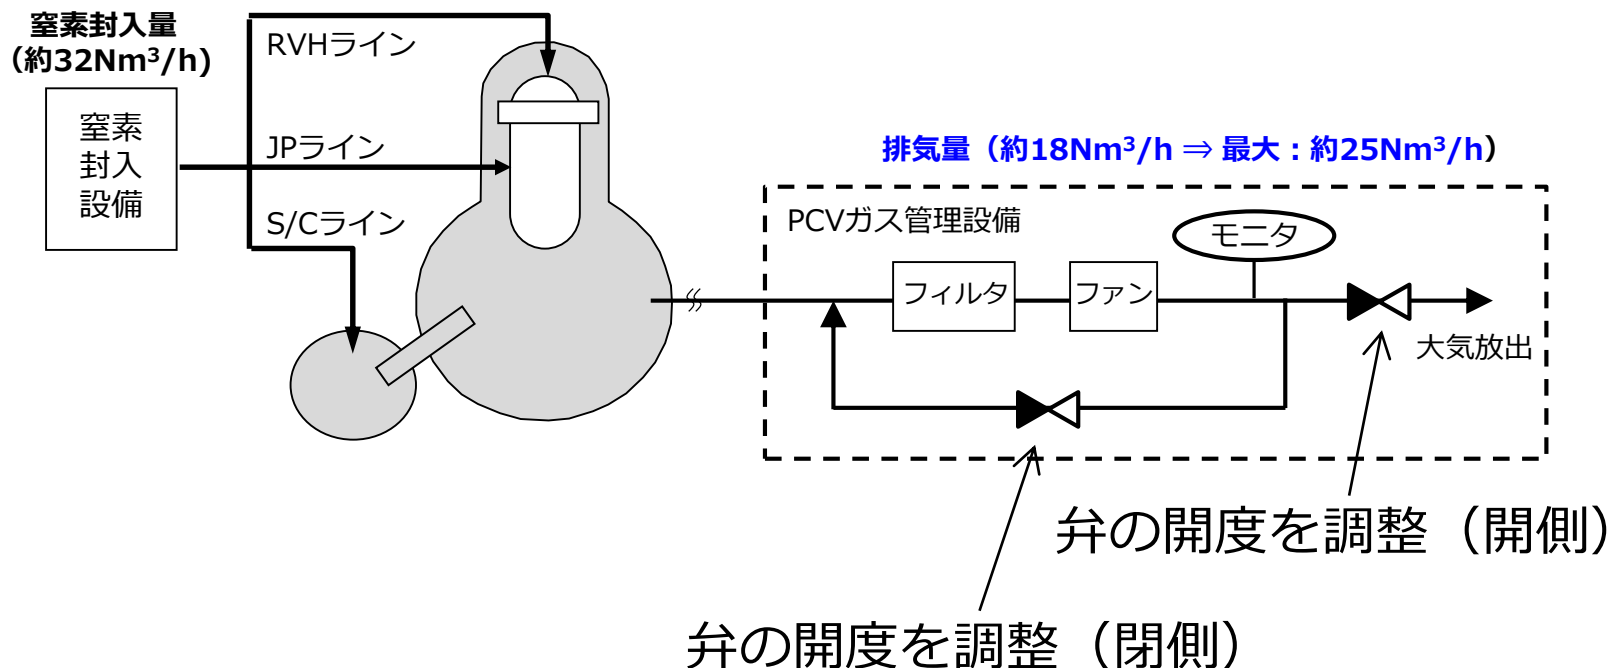 窒素封入量
（約32Nm³/h)
窒素
封入
設備
RVHライン
JPライン
S/Cライン
排気量（約18Nm³/h ⇒ 最大：約25Nm³/h）
PCVガス管理設備
モニタ
フィルタ
ファン
大気放出
弁の開度を調整（開側）
弁の開度を調整（閉側）